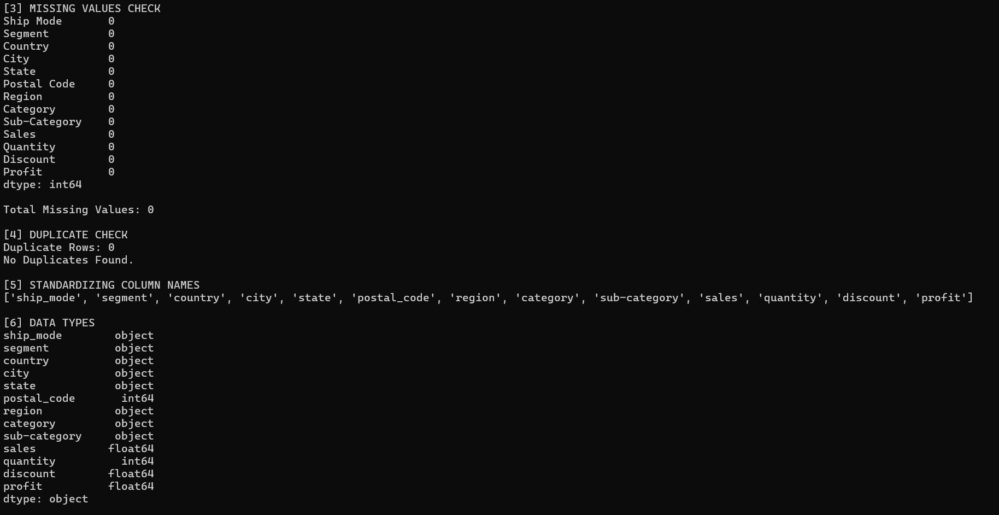 [3] MISSING VALUES CHECK
Ship Mode       0
Segment         0
Country         0
City            0
State           0
Postal Code     0
Region          0
Category        0
Sub-Category    0
Sales           0
Quantity        0
Discount        0
Profit          0
dtype: int64

Total Missing Values: 0

[4] DUPLICATE CHECK
Duplicate Rows: 0
No Duplicates Found.

[5] STANDARDIZING COLUMN NAMES
['ship_mode', 'segment', 'country', 'city', 'state', 'postal_code', 'region', 'category', 'sub-category', 'sales', 'quantity', 'discount', 'profit']

[6] DATA TYPES
ship_mode        object
segment          object
country          object
city             object
state            object
postal_code       int64
region           object
category         object
sub-category     object
sales           float64
quantity          int64
discount        float64
profit          float64
dtype: object